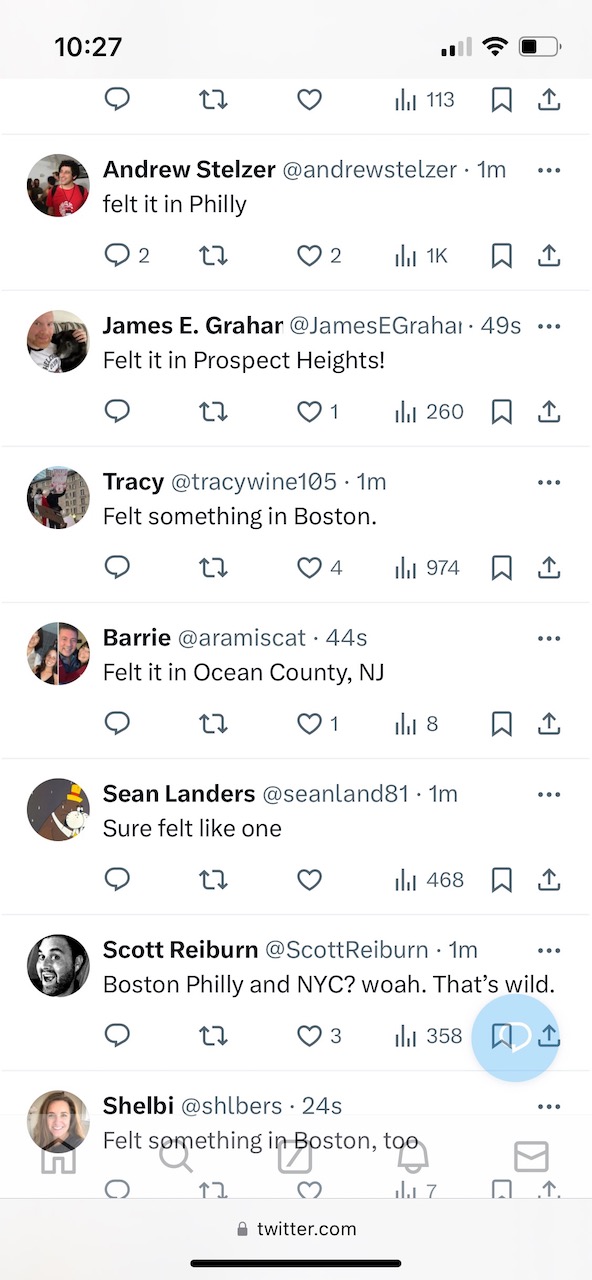 10:27
113
Andrew Stelzer @andrewstelzer · 1m
felt it in Philly
2 2 1K
James E. Grahar @JamesEGrahar · 49s
Felt it in Prospect Heights!
1 260
Tracy @tracywine105 · 1m
Felt something in Boston.
4 974
Barrie @aramiscat · 44s
Felt it in Ocean County, NJ
1 8
Sean Landers @seanland81 · 1m
Sure felt like one
468
Scott Reiburn @ScottReiburn · 1m
Boston Philly and NYC? woah. That’s wild.
3 358
Shelbi @shlbers · 24s
Felt something in Boston, too
7
twitter.com